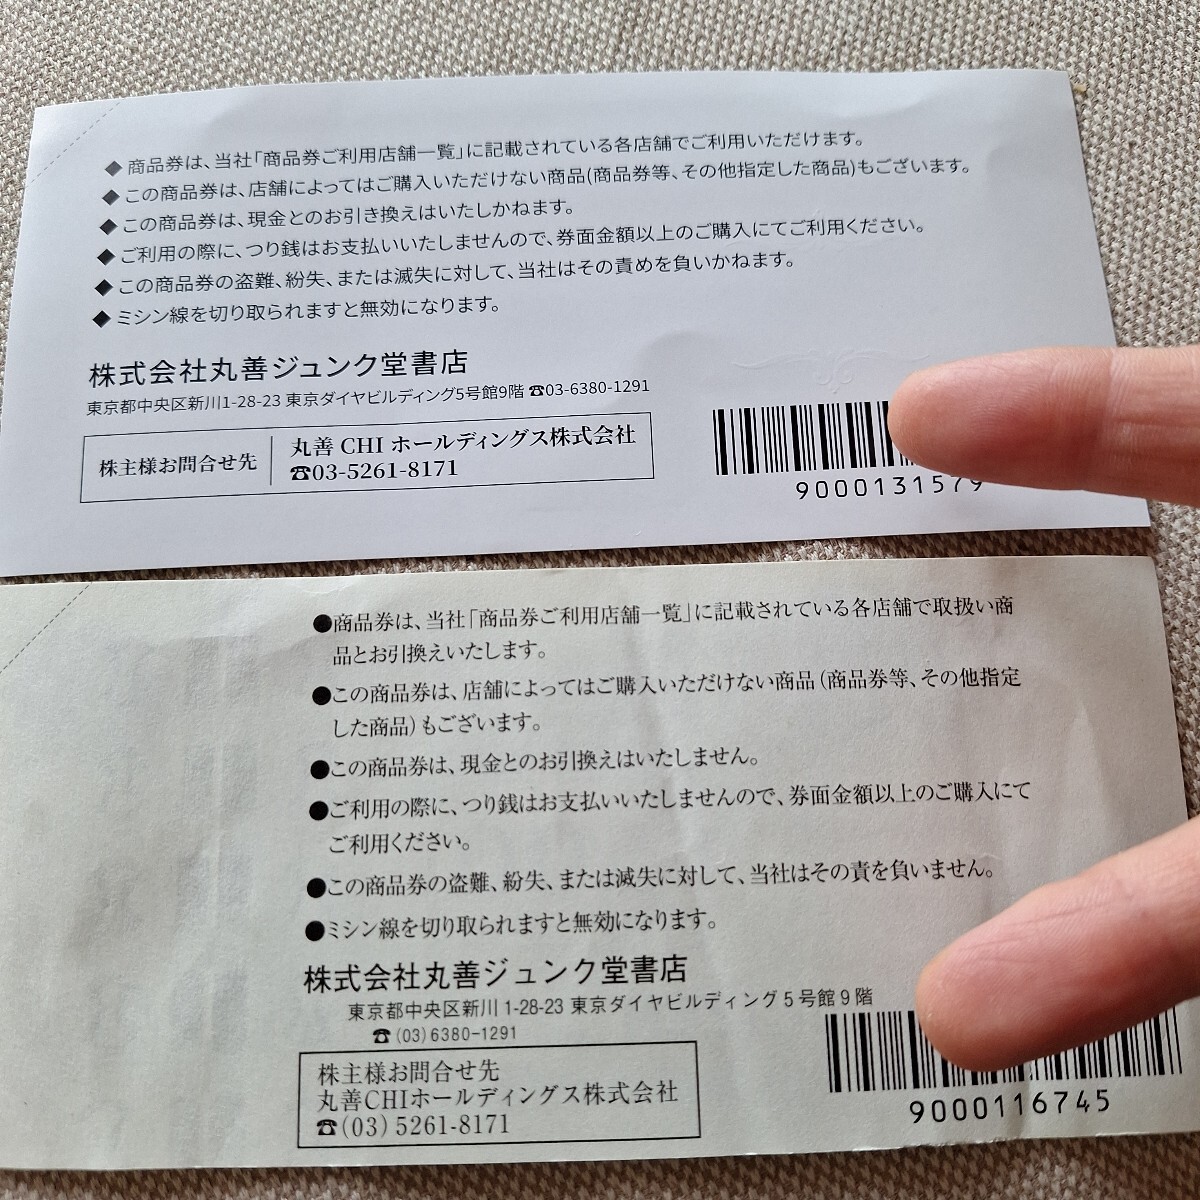 ◆商品券は、当社「商品券ご利用店舗一覧」に記載されている各店舗でご利用いただけます。
◆この商品券は、店舗によってはご購入いただけない商品(商品券等、その他指定した商品)もございます。
◆この商品券は、現金とのお引き換えはいたしかねます。
◆ご利用の際に、つり銭はお支払いいたしませんので、券面金額以上のご購入にてご利用ください。
◆この商品券の盗難、紛失、または滅失に対して、当社はその責めを負いかねます。
◆ミシン線を切り取られますと無効になります。
株式会社丸善ジュンク堂書店
東京都中央区新川1-28-23 東京ダイヤビルディング5号館9階 ☎03-6380-1291
株主様お問合せ先
丸善 CHI ホールディングス株式会社
☎03-5261-8171
9000131579
●商品券は、当社「商品券ご利用店舗一覧」に記載されている各店舗で取扱い商
品とお引換えいたします。
●この商品券は、店舗によってはご購入いただけない商品(商品券等、その他指定
した商品)もございます。
●この商品券は、現金とのお引換えはいたしません。
●ご利用の際に、つり銭はお支払いいたしませんので、券面金額以上のご購入にて
ご利用ください。
●この商品券の盗難、紛失、または滅失に対して、当社はその責を負いません。
●ミシン線を切り取られますと無効になります。
株式会社丸善ジュンク堂書店
東京都中央区新川1-28-23 東京ダイヤビルディング5号館9階
☎(03)6380-1291
株主様お問合せ先
丸善CHIホールディングス株式会社
☎(03)5261-8171
9000116745